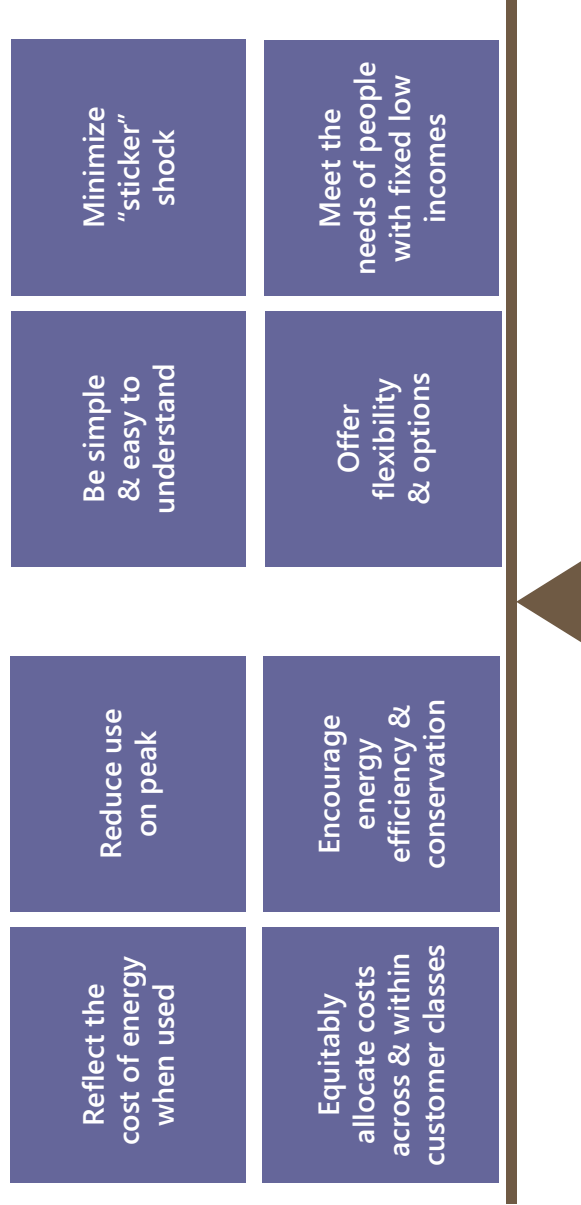 Reflect the
cost of energy
when used
Reduce use
on peak
Be simple
& easy to
understand
Minimize
“sticker”
shock
Equitably
allocate costs
across & within
customer classes
Encourage
energy
efficiency &
conservation
Offer
flexibility
& options
Meet the
needs of people
with fixed low
incomes